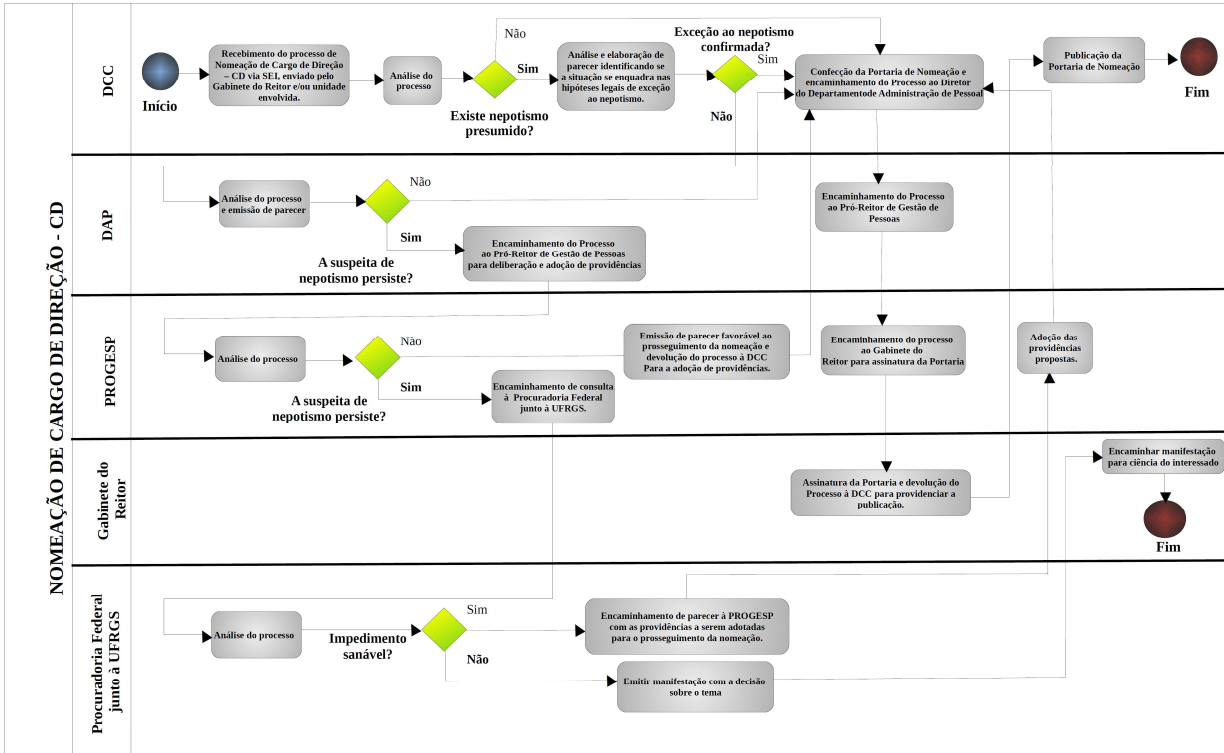 NOMEAÇÃO DE CARGO DE DIREÇÃO - CD
DCC
Início
Recebimento do processo de
Nomeação de Cargo de Direção
– CD via SEI, enviado pelo
Gabinete do Reitor e/ou unidade
envolvida.
Análise do
processo
Não
Sim
Existe nepotismo
presumido?
Análise e elaboração de
parecer identificando se
a situação se enquadra nas
hipóteses legais de exceção
ao nepotismo.
Exceção ao nepotismo
confirmada?
Sim
Não
Confecção da Portaria de Nomeação e
encaminhamento do Processo ao Diretor
do Departamentode Administração de Pessoal
Publicação da
Portaria de Nomeação
Fim
DAP
Análise do processo
e emissão de parecer
Não
Sim
A suspeita de
nepotismo persiste?
Encaminhamento do Processo
ao Pró-Reitor de Gestão de Pessoas
para deliberação e adoção de providências
Encaminhamento do Processo
ao Pró-Reitor de Gestão de
Pessoas
PROGESP
Análise do processo
Não
Sim
A suspeita de
nepotismo persiste?
Encaminhamento de consulta
à Procuradoria Federal
junto à UFRGS.
Emissão de parecer favorável ao
prosseguimento da nomeação e
devolução do processo à DCC
Para a adoção de providências.
Encaminhamento do processo
ao Gabinete do
Reitor para assinatura da Portaria
Adoção das
providências
propostas.
Gabinete do
Reitor
Assinatura da Portaria e devolução do
Processo à DCC para providenciar a
publicação.
Encaminhar manifestação
para ciência do interessado
Fim
Procuradoria Federal
junto à UFRGS
Análise do processo
Impedimento
sanável?
Sim
Não
Encaminhamento de parecer à PROGESP
com as providências a serem adotadas
para o prosseguimento da nomeação.
Emitir manifestação com a decisão
sobre o tema